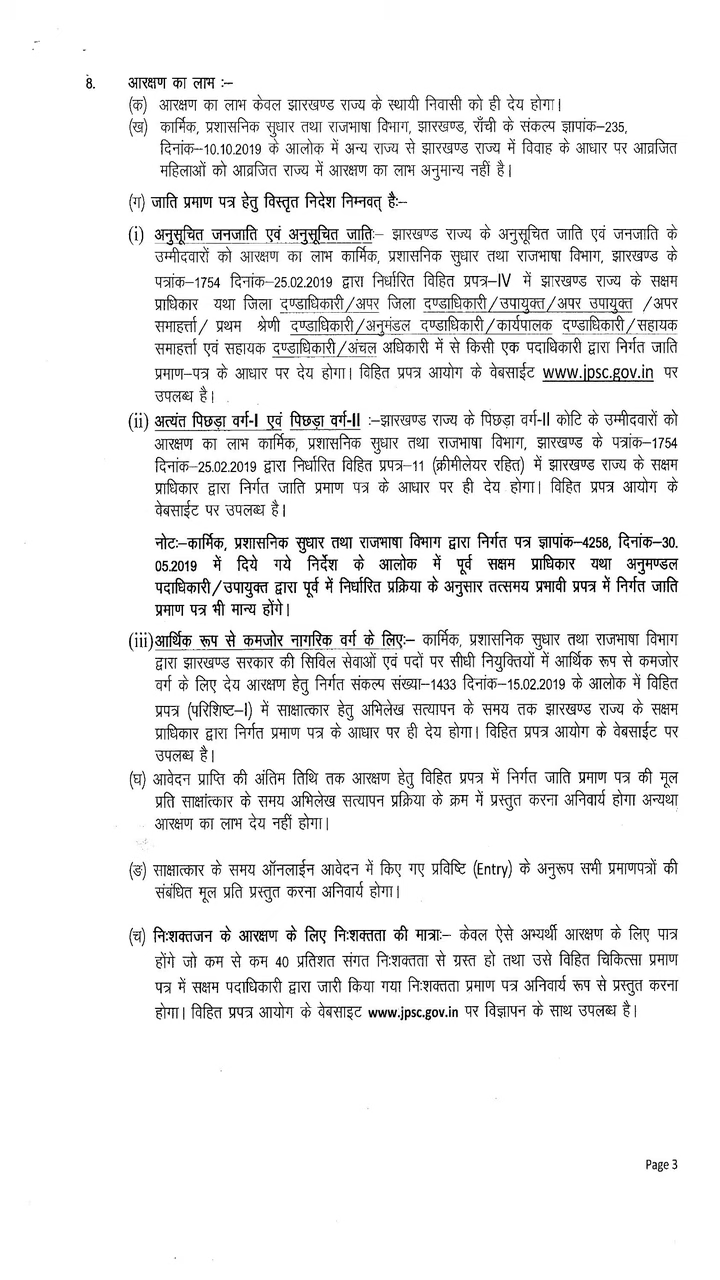 8. आरक्षण का लाभ :–
(क) आरक्षण का लाभ केवल झारखण्ड राज्य के स्थायी निवासी को ही देय होगा।
(ख) कार्मिक, प्रशासनिक सुधार तथा राजभाषा विभाग, झारखण्ड, राँची के संकल्प ज्ञापांक–235,
दिनांक–10.10.2019 के आलोक में अन्य राज्य से झारखण्ड राज्य में विवाह के आधार पर आव्रजित
महिलाओं को आव्रजित राज्य में आरक्षण का लाभ अनुमान्य नहीं है।
(ग) जाति प्रमाण पत्र हेतु विस्तृत निदेश निम्नवत् हैः–
(i) अनुसूचित जनजाति एवं अनुसूचित जातिः– झारखण्ड राज्य के अनुसूचित जाति एवं जनजाति के
उम्मीदवारों को आरक्षण का लाभ कार्मिक, प्रशासनिक सुधार तथा राजभाषा विभाग, झारखण्ड के
पत्रांक–1754 दिनांक–25.02.2019 द्वारा निर्धारित विहित प्रपत्र–IV में झारखण्ड राज्य के सक्षम
प्राधिकार यथा जिला दण्डाधिकारी/अपर जिला दण्डाधिकारी/उपायुक्त/अपर उपायुक्त /अपर
समाहर्त्ता/ प्रथम श्रेणी दण्डाधिकारी/अनुमंडल दण्डाधिकारी/कार्यपालक दण्डाधिकारी/सहायक
समाहर्त्ता एवं सहायक दण्डाधिकारी/अंचल अधिकारी में से किसी एक पदाधिकारी द्वारा निर्गत जाति
प्रमाण–पत्र के आधार पर देय होगा। विहित प्रपत्र आयोग के वेबसाईट www.jpsc.gov.in पर
उपलब्ध है।
(ii) अत्यंत पिछड़ा वर्ग-I एवं पिछड़ा वर्ग-II :–झारखण्ड राज्य के पिछड़ा वर्ग-II कोटि के उम्मीदवारों को
आरक्षण का लाभ कार्मिक, प्रशासनिक सुधार तथा राजभाषा विभाग, झारखण्ड के पत्रांक–1754
दिनांक–25.02.2019 द्वारा निर्धारित विहित प्रपत्र–11 (क्रीमीलेयर रहित) में झारखण्ड राज्य के सक्षम
प्राधिकार द्वारा निर्गत जाति प्रमाण पत्र के आधार पर ही देय होगा। विहित प्रपत्र आयोग के
वेबसाईट पर उपलब्ध है।
नोटः–कार्मिक, प्रशासनिक सुधार तथा राजभाषा विभाग द्वारा निर्गत पत्र ज्ञापांक–4258, दिनांक–30.
05.2019 में दिये गये निर्देश के आलोक में पूर्व सक्षम प्राधिकार यथा अनुमण्डल
पदाधिकारी/उपायुक्त द्वारा पूर्व में निर्धारित प्रक्रिया के अनुसार तत्समय प्रभावी प्रपत्र में निर्गत जाति
प्रमाण पत्र भी मान्य होंगे।
(iii) आर्थिक रूप से कमजोर नागरिक वर्ग के लिएः– कार्मिक, प्रशासनिक सुधार तथा राजभाषा विभाग
द्वारा झारखण्ड सरकार की सिविल सेवाओं एवं पदों पर सीधी नियुक्तियों में आर्थिक रूप से कमजोर
वर्ग के लिए देय आरक्षण हेतु निर्गत संकल्प संख्या–1433 दिनांक–15.02.2019 के आलोक में विहित
प्रपत्र (परिशिष्ट–I) में साक्षात्कार हेतु अभिलेख सत्यापन के समय तक झारखण्ड राज्य के सक्षम
प्राधिकार द्वारा निर्गत प्रमाण पत्र के आधार पर ही देय होगा। विहित प्रपत्र आयोग के वेबसाईट पर
उपलब्ध है।
(घ) आवेदन प्राप्ति की अंतिम तिथि तक आरक्षण हेतु विहित प्रपत्र में निर्गत जाति प्रमाण पत्र की मूल
प्रति साक्षांत्कार के समय अभिलेख सत्यापन प्रक्रिया के क्रम में प्रस्तुत करना अनिवार्य होगा अन्यथा
आरक्षण का लाभ देय नहीं होगा।
(ङ) साक्षात्कार के समय ऑनलाईन आवेदन में किए गए प्रविष्टि (Entry) के अनुरूप सभी प्रमाणपत्रों की
संबंधित मूल प्रति प्रस्तुत करना अनिवार्य होगा।
(च) निःशक्तजन के आरक्षण के लिए निःशक्तता की मात्राः– केवल ऐसे अभ्यर्थी आरक्षण के लिए पात्र
होंगे जो कम से कम 40 प्रतिशत संगत निःशक्तता से ग्रस्त हो तथा उसे विहित चिकित्सा प्रमाण
पत्र में सक्षम पदाधिकारी द्वारा जारी किया गया निःशक्तता प्रमाण पत्र अनिवार्य रूप से प्रस्तुत करना
होगा। विहित प्रपत्र आयोग के वेबसाइट www.jpsc.gov.in पर विज्ञापन के साथ उपलब्ध है।
Page 3